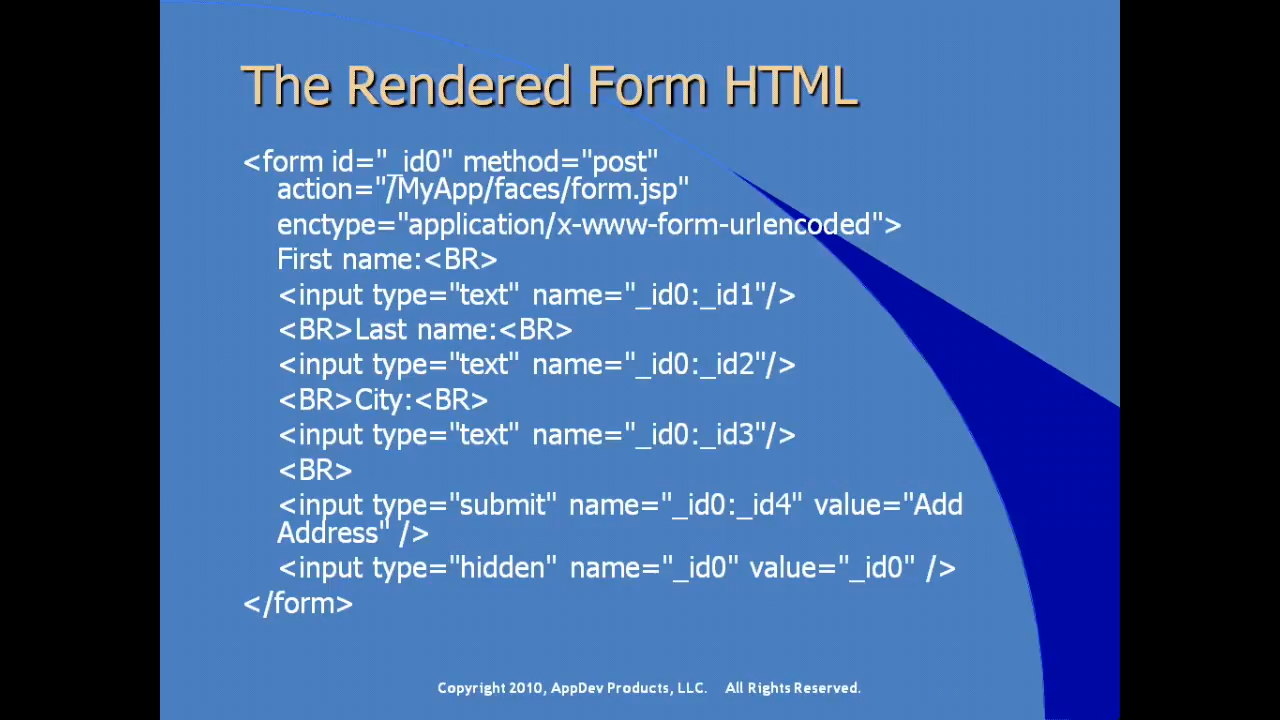 The Rendered Form HTML
<form id="_id0" method="post"
action="/MyApp/faces/form.jsp"
enctype="application/x-www-form-urlencoded">
First name:<BR>
<input type="text" name="_id0:_id1"/>
<BR>Last name:<BR>
<input type="text" name="_id0:_id2"/>
<BR>City:<BR>
<input type="text" name="_id0:_id3"/>
<BR>
<input type="submit" name="_id0:_id4" value="Add
Address" />
<input type="hidden" name="_id0" value="_id0" />
</form>
Copyright 2010, AppDev Products, LLC. All Rights Reserved.